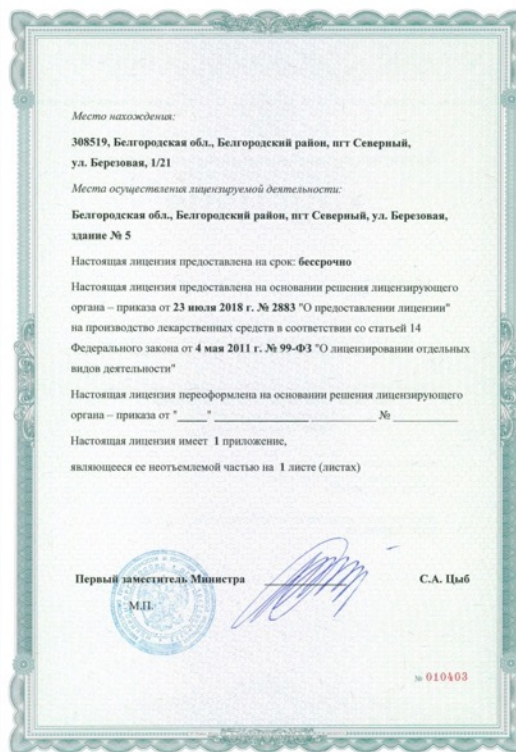 Место нахождения:
308519, Белгородская обл., Белгородский район, пгт Северный,
ул. Березовая, 1/21
Места осуществления лицензируемой деятельности:
Белгородская обл., Белгородский район, пгт Северный, ул. Березовая,
здание № 5
Настоящая лицензия предоставлена на срок: бессрочно
Настоящая лицензия предоставлена на основании решения лицензирующего
органа – приказа от 23 июля 2018 г. № 2883 "О предоставлении лицензии"
на производство лекарственных средств в соответствии со статьей 14
Федерального закона от 4 мая 2011 г. № 99-ФЗ "О лицензировании отдельных
видов деятельности"
Настоящая лицензия переоформлена на основании решения лицензирующего
органа – приказа от "_____" ________________ ___________ № ___________
Настоящая лицензия имеет 1 приложение,
являющееся ее неотъемлемой частью на 1 листе (листах)
Первый заместитель Министра С.А. Цыб
М.П.
№ 010403